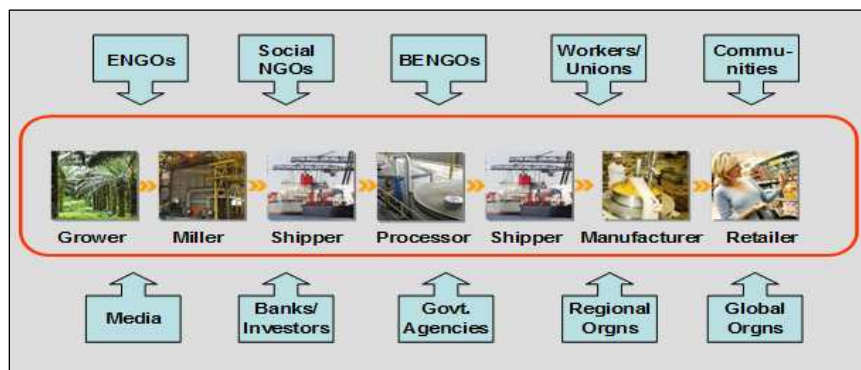 ENGOs
Social
NGOs
BENGOs
Workers/
Unions
Commu-
nities
Grower
Miller
Shipper
Processor
Shipper
Manufacturer
Retailer
Media
Banks/
Investors
Govt.
Agencies
Regional
Orgns
Global
Orgns